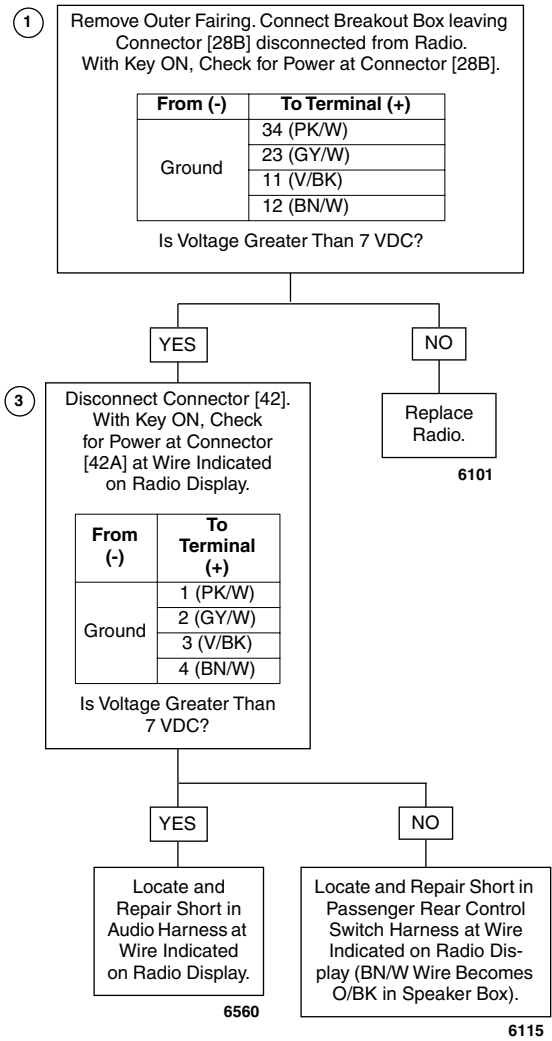 1
Remove Outer Fairing. Connect Breakout Box leaving
Connector [28B] disconnected from Radio.
With Key ON, Check for Power at Connector [28B].
From (-) To Terminal (+)
Ground
34 (PK/W)
23 (GY/W)
11 (V/BK)
12 (BN/W)
Is Voltage Greater Than 7 VDC?
YES
NO
3
Disconnect Connector [42].
With Key ON, Check
for Power at Connector
[42A] at Wire Indicated
on Radio Display.
From
(-)
To
Terminal
(+)
Ground
1 (PK/W)
2 (GY/W)
3 (V/BK)
4 (BN/W)
Is Voltage Greater Than
7 VDC?
Replace
Radio.
6101
YES
NO
Locate and
Repair Short in
Audio Harness at
Wire Indicated
on Radio Display.
6560
Locate and Repair Short in
Passenger Rear Control
Switch Harness at Wire
Indicated on Radio Dis-
play (BN/W Wire Becomes
O/BK in Speaker Box).
6115